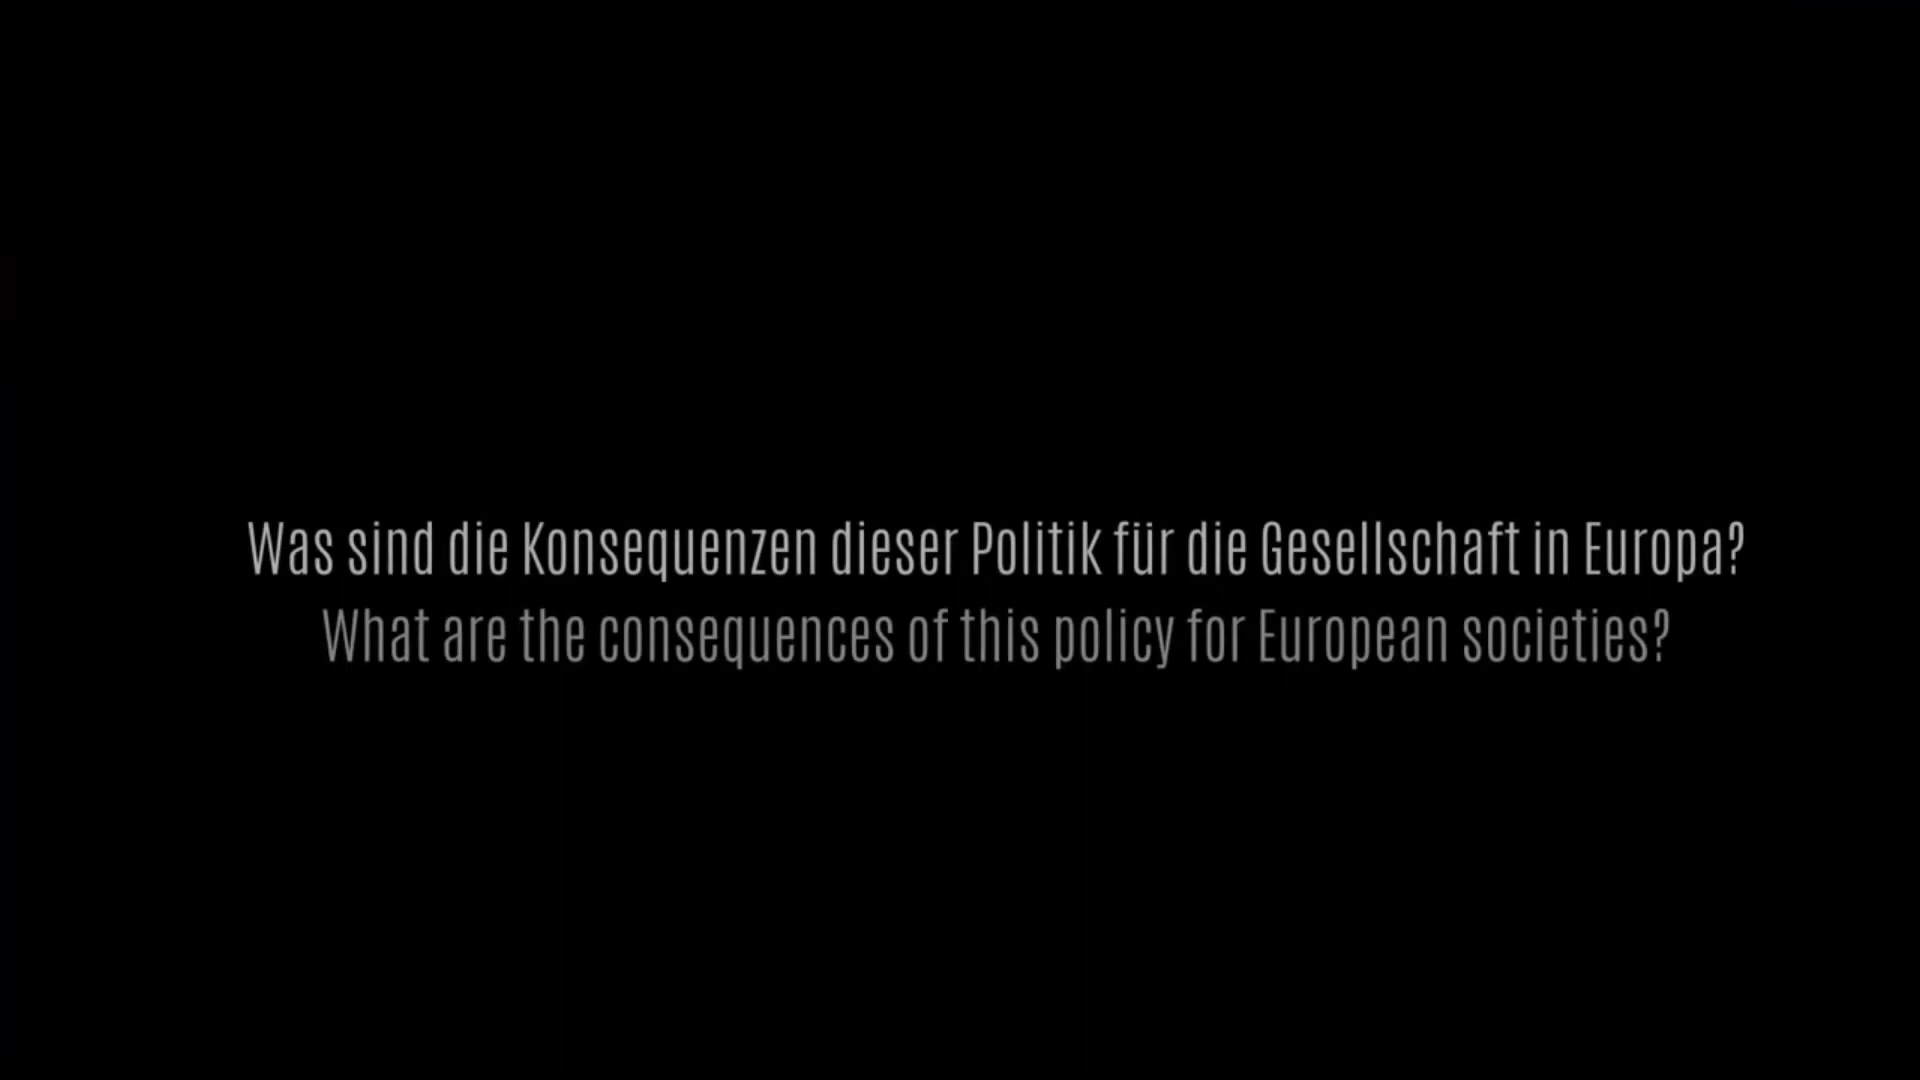 Was sind die Konsequenzen dieser Politik für die Gesellschaft in Europa?
What are the consequences of this policy for European societies?